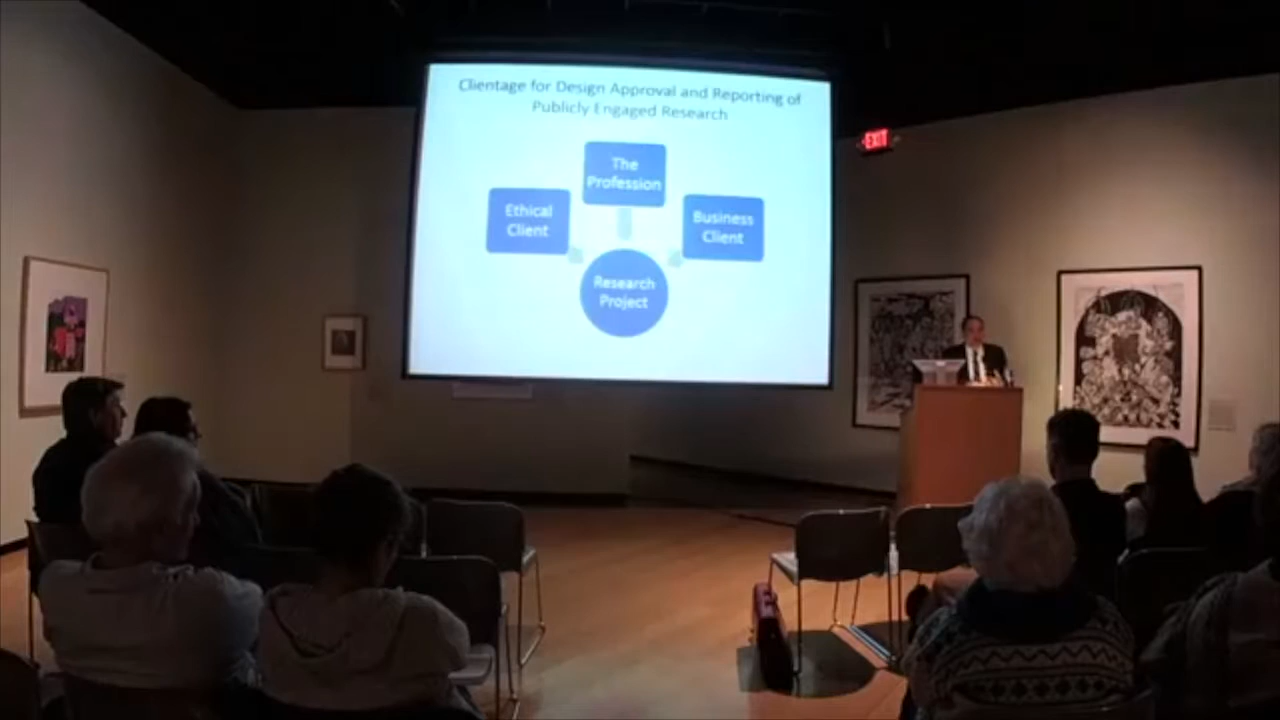 Clientage for Design Approval and Reporting of
Publicly Engaged Research
The
Profession
Ethical
Client
Business
Client
Research
Project
EXIT